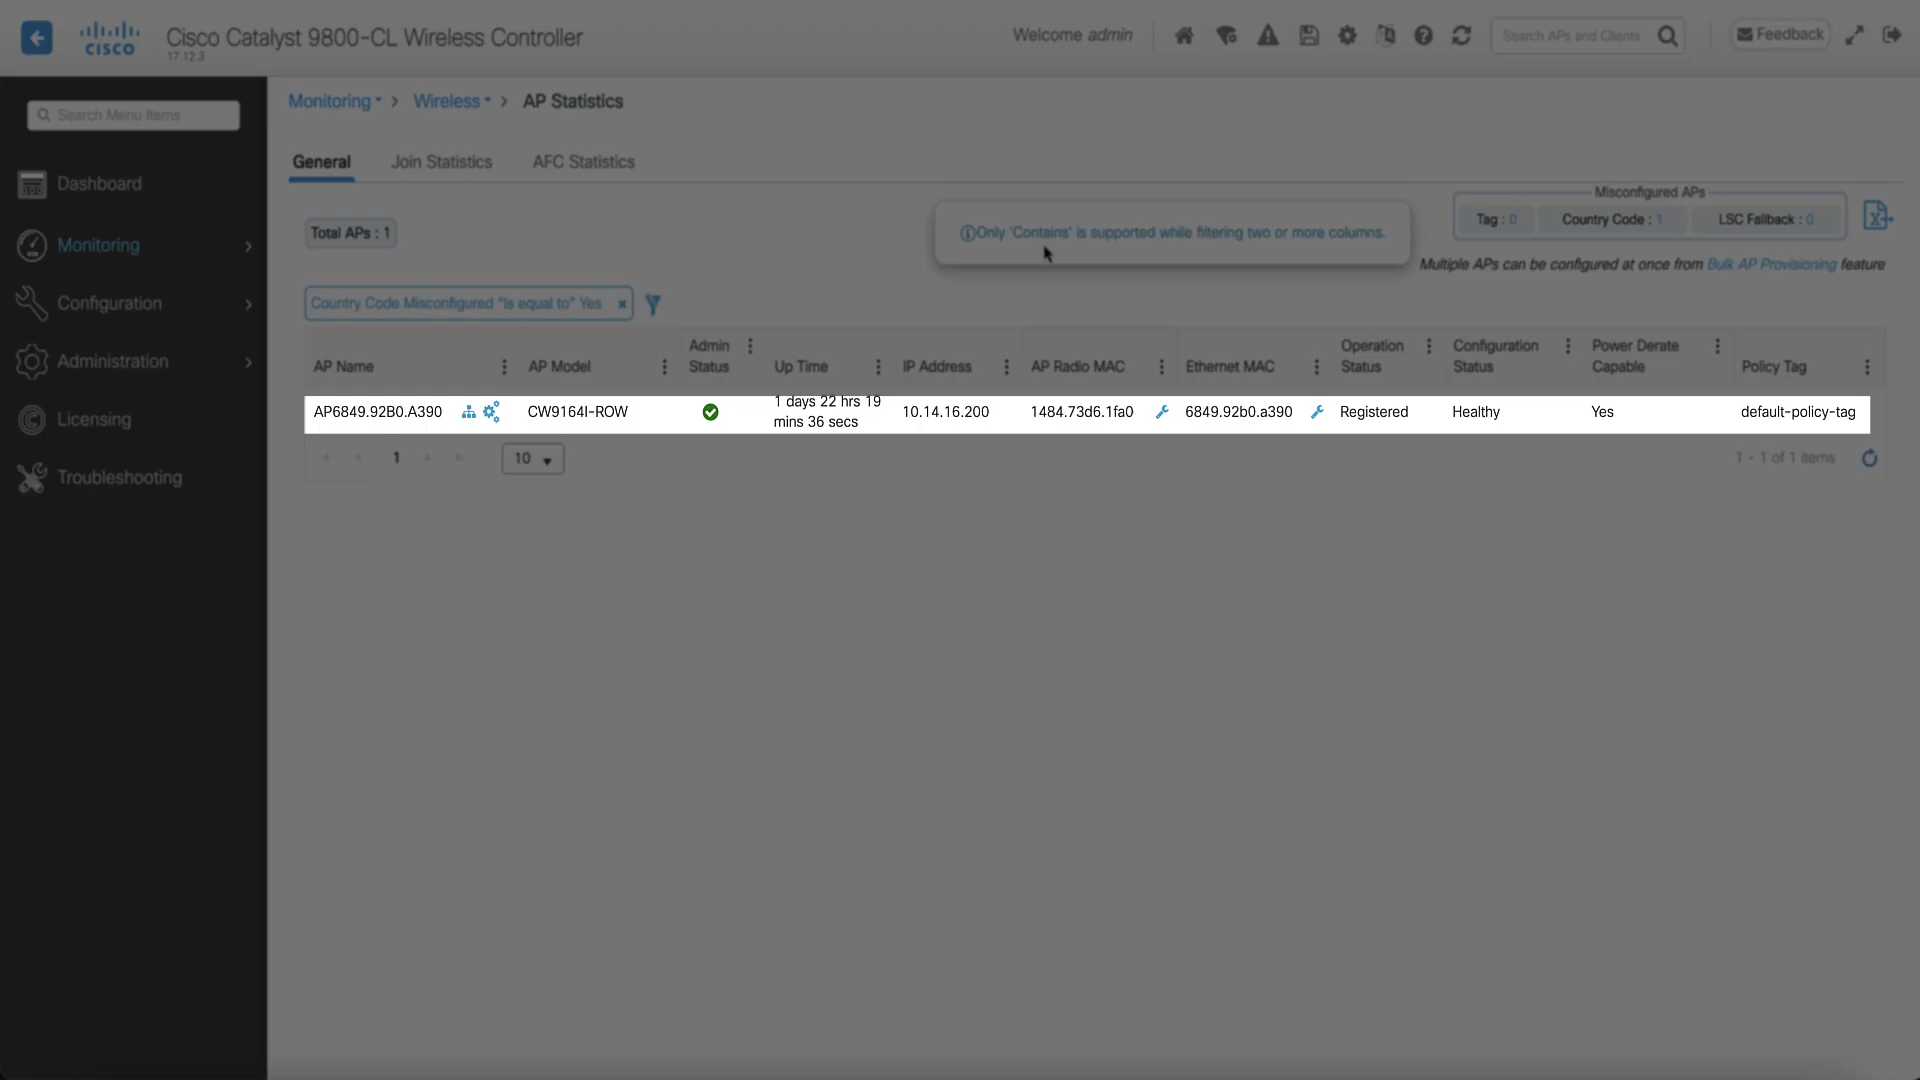 CISCO
Cisco Catalyst 9800-CL Wireless Controller
17.12.3
Welcome admin
Search APs and Clients
Feedback
Search Menu Items
Dashboard
Monitoring
Configuration
Administration
Licensing
Troubleshooting
Monitoring > Wireless > AP Statistics
General Join Statistics AFC Statistics
Total APs : 1
Only 'Contains' is supported while filtering two or more columns.
Misconfigured APs
Tag : 0 Country Code : 1 LSC Fallback : 0
Multiple APs can be configured at once from Bulk AP Provisioning feature
Country Code Misconfigured "Is equal to" Yes ×
AP Name AP Model Admin Status Up Time IP Address AP Radio MAC Ethernet MAC Operation Status Configuration Status Power Derate Capable Policy Tag
AP6849.92B0.A390 CW9164I-ROW 1 days 22 hrs 19 mins 36 secs 10.14.16.200 1484.73d6.1fa0 6849.92b0.a390 Registered Healthy Yes default-policy-tag
1 10 1 - 1 of 1 items